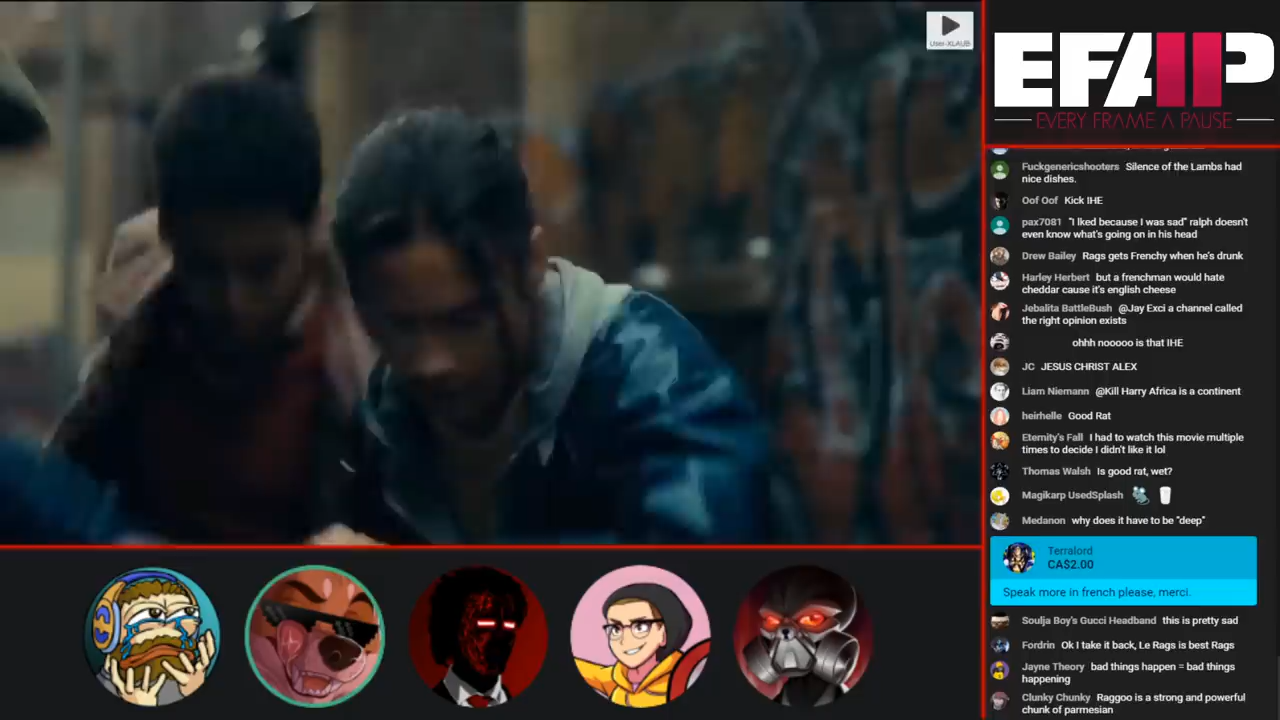 User-XLAUB
EFAP
EVERY FRAME A PAUSE
Fuckgenericshooters Silence of the Lambs had
nice dishes.
Oof Oof Kick IHE
pax7081 "I lked because I was sad" ralph doesn't
even know what's going on in his head
Drew Bailey Rags gets Frenchy when he's drunk
Harley Herbert but a frenchman would hate
cheddar cause it's english cheese
Jebalita BattleBush @Jay Exci a channel called
the right opinion exists
ohhh nooooo is that IHE
JC JESUS CHRIST ALEX
Liam Niemann @Kill Harry Africa is a continent
heirhelle Good Rat
Eternity's Fall I had to watch this movie multiple
times to decide I didn't like it lol
Thomas Walsh Is good rat, wet?
Magikarp UsedSplash
Medanon why does it have to be "deep"
Terralord
CA$2.00
Speak more in french please, merci.
Soulja Boy's Gucci Headband this is pretty sad
Fordrin Ok I take it back, Le Rags is best Rags
Jayne Theory bad things happen = bad things
happening
Clunky Chunky Raggoo is a strong and powerful
chunk of parmesian